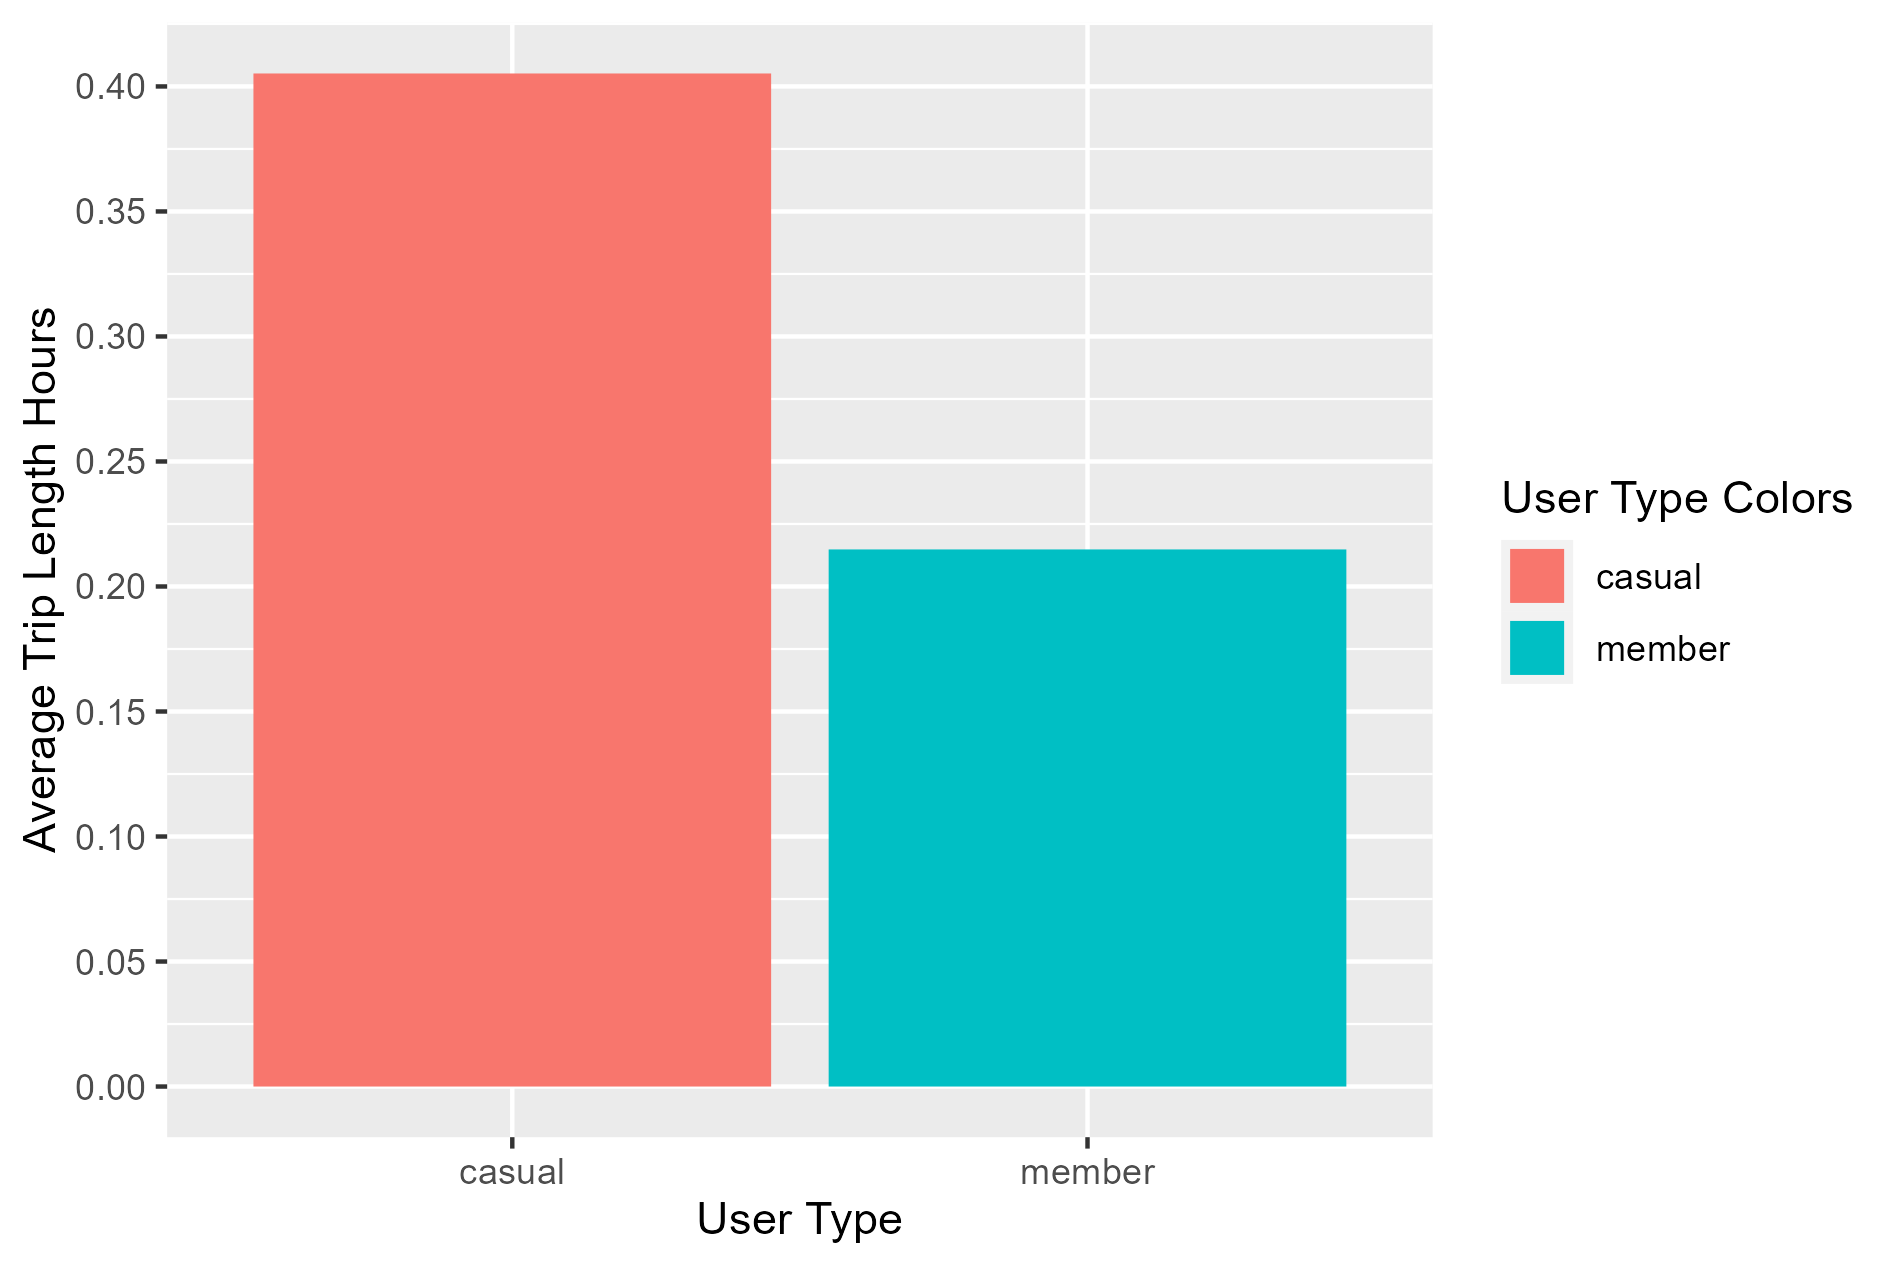 Average Trip Length Hours
0.40
0.35
0.30
0.25
0.20
0.15
0.10
0.05
0.00
casual
member
User Type
User Type Colors
casual
member